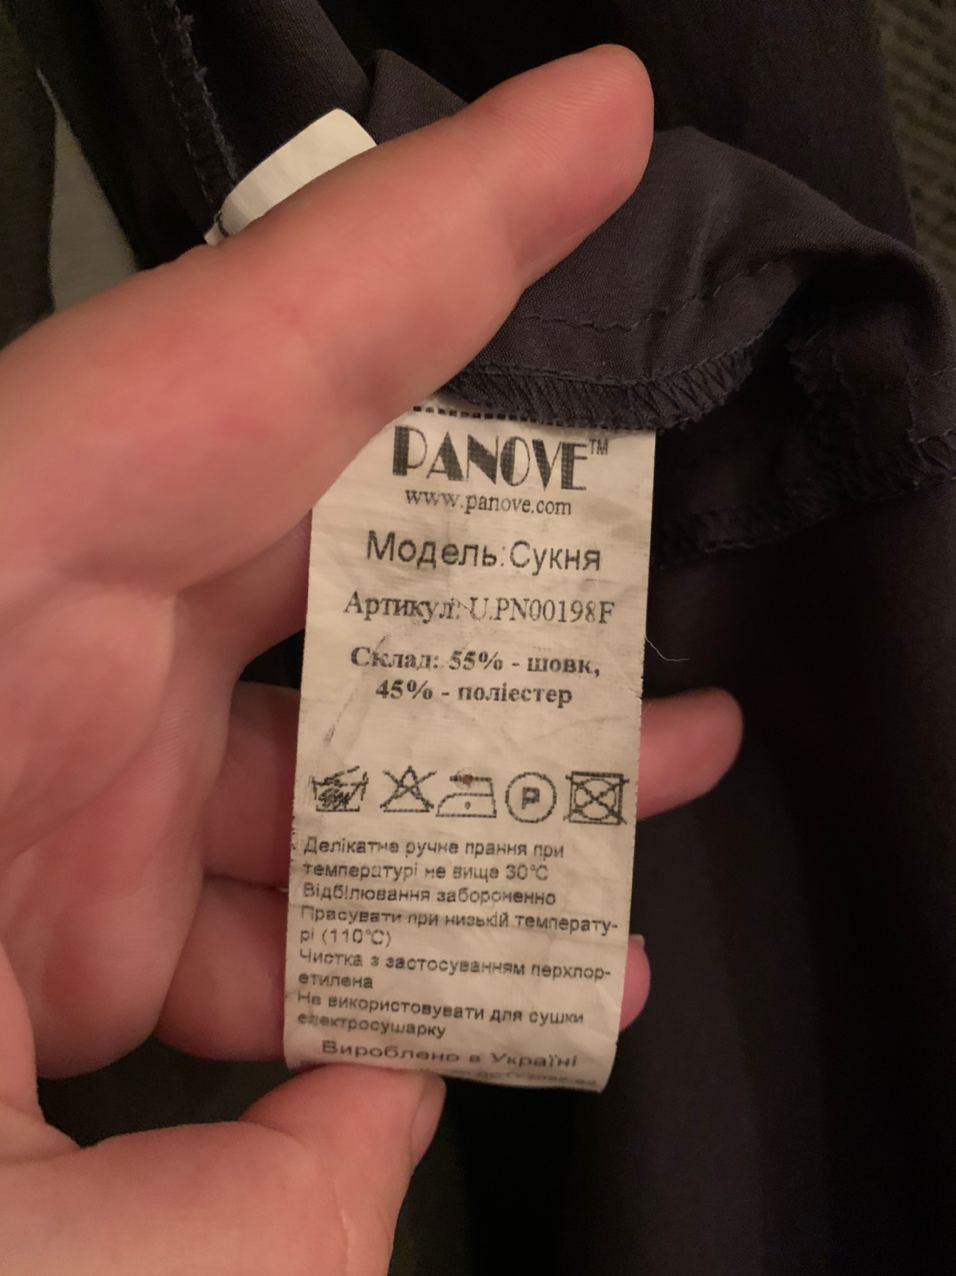 PANOVE™
www.panove.com
Модель:Сукня
Артикул: U.PN00198F
Склад: 55% - шовк,
45% - поліестер
P
Делікатне ручне прання при
температурі не вище 30°C
Відбілювання заборонено
Прасувати при низькій температу-
рі (110°C)
Чистка з застосуванням перхлор-
етилена
Не використовувати для сушки
електросушарку
Вироблено в Україні